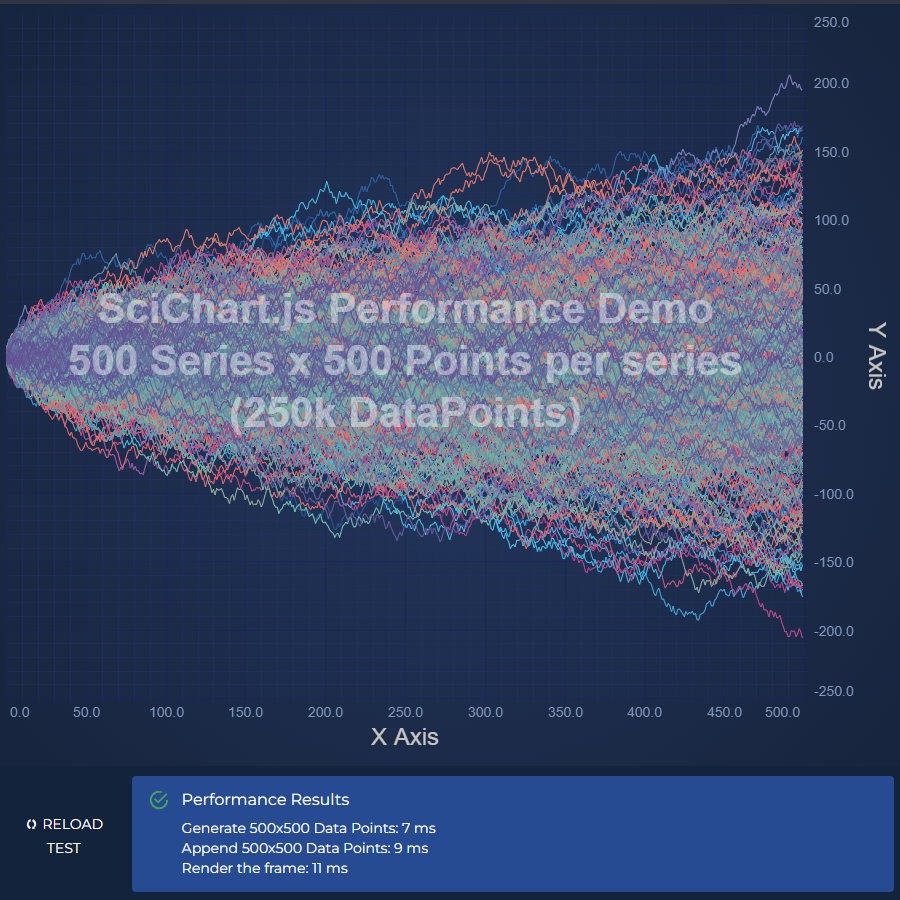 250.0
200.0
150.0
100.0
50.0
0.0
-50.0
-100.0
-150.0
-200.0
-250.0
Y Axis
SciChart.js Performance Demo
500 Series x 500 Points per series
(250k DataPoints)
0.0 50.0 100.0 150.0 200.0 250.0 300.0 350.0 400.0 450.0 500.0
X Axis
RELOAD
TEST
Performance Results
Generate 500x500 Data Points: 7 ms
Append 500x500 Data Points: 9 ms
Render the frame: 11 ms